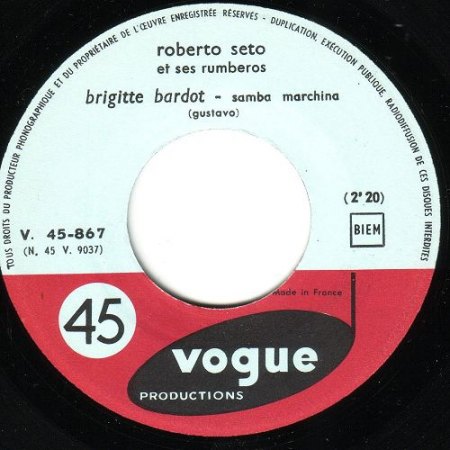 TOUS DROITS DU PRODUCTEUR PHONOGRAPHIQUE ET DU PROPRIÉTAIRE DE L'ŒUVRE ENREGISTRÉE RÉSERVÉS - DUPLICATION, EXÉCUTION PUBLIQUE, RADIODIFFUSION DE CES DISQUES INTERDITES
roberto seto
et ses rumberos
brigitte bardot - samba marchina
(gustavo)
V. 45-867
(N. 45 V. 9037)
(2'20)
BIEM
Made in France
45
vogue
PRODUCTIONS